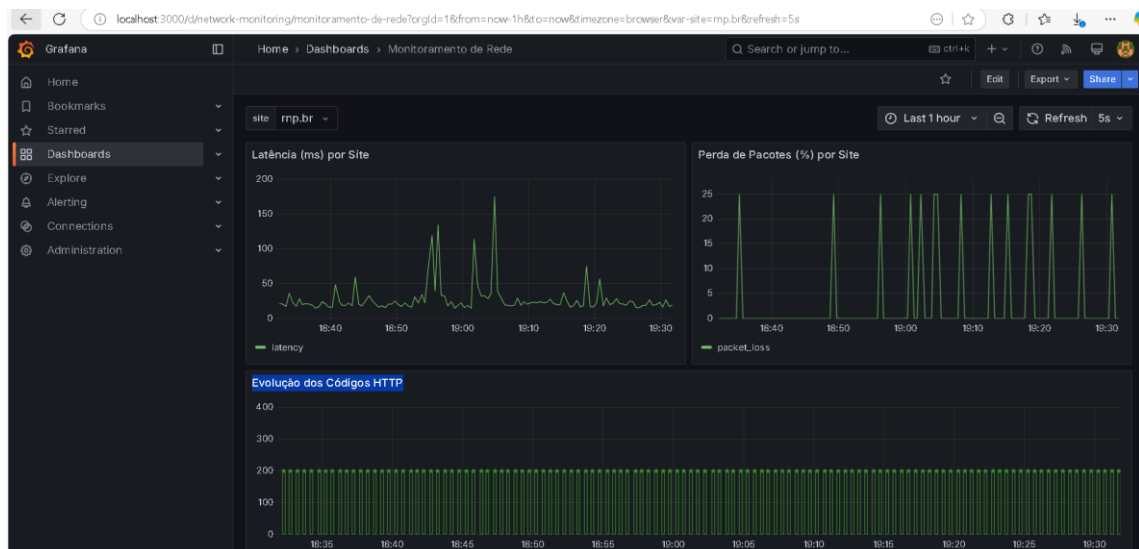 localhost:3000/d/network-monitoring/monitoramento-de-rede?orgId=1&from=now-1h&to=now&timezone=browser&var-site=rnp.br&refresh=5s
Grafana
Home > Dashboards > Monitoramento de Rede
Search or jump to...
ctrl+k
Home
Bookmarks
Starred
Dashboards
Explore
Alerting
Connections
Administration
Edit
Export
Share
site rnp.br
Last 1 hour
Refresh 5s
Latência (ms) por Site
200
150
100
50
0
18:40 18:50 19:00 19:10 19:20 19:30
latency
Perda de Pacotes (%) por Site
25
20
15
10
5
0
18:40 18:50 19:00 19:10 19:20 19:30
packet_loss
Evolução dos Códigos HTTP
400
300
200
100
0
18:35 18:40 18:45 18:50 18:55 19:00 19:05 19:10 19:15 19:20 19:25 19:30